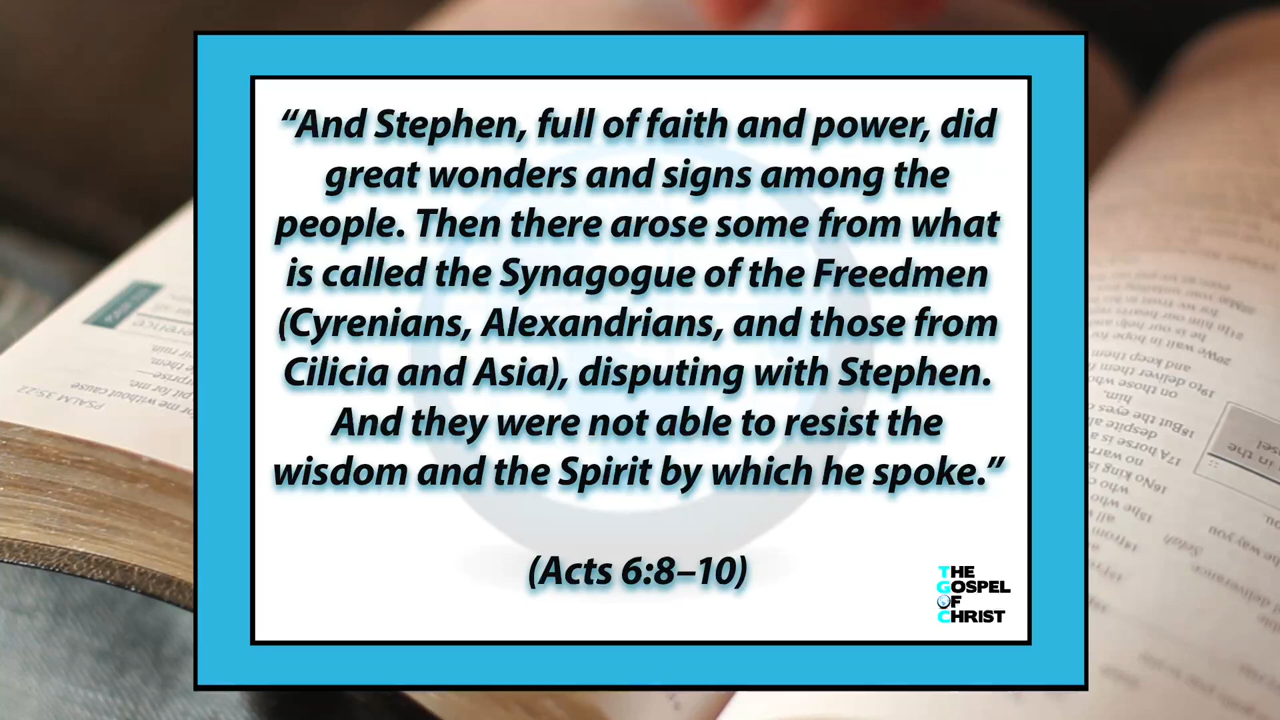 “And Stephen, full of faith and power, did
great wonders and signs among the
people. Then there arose some from what
is called the Synagogue of the Freedmen
(Cyrenians, Alexandrians, and those from
Cilicia and Asia), disputing with Stephen.
And they were not able to resist the
wisdom and the Spirit by which he spoke.”
(Acts 6:8–10)
THE
GOSPEL
OF
CHRIST
PSALM 35:22